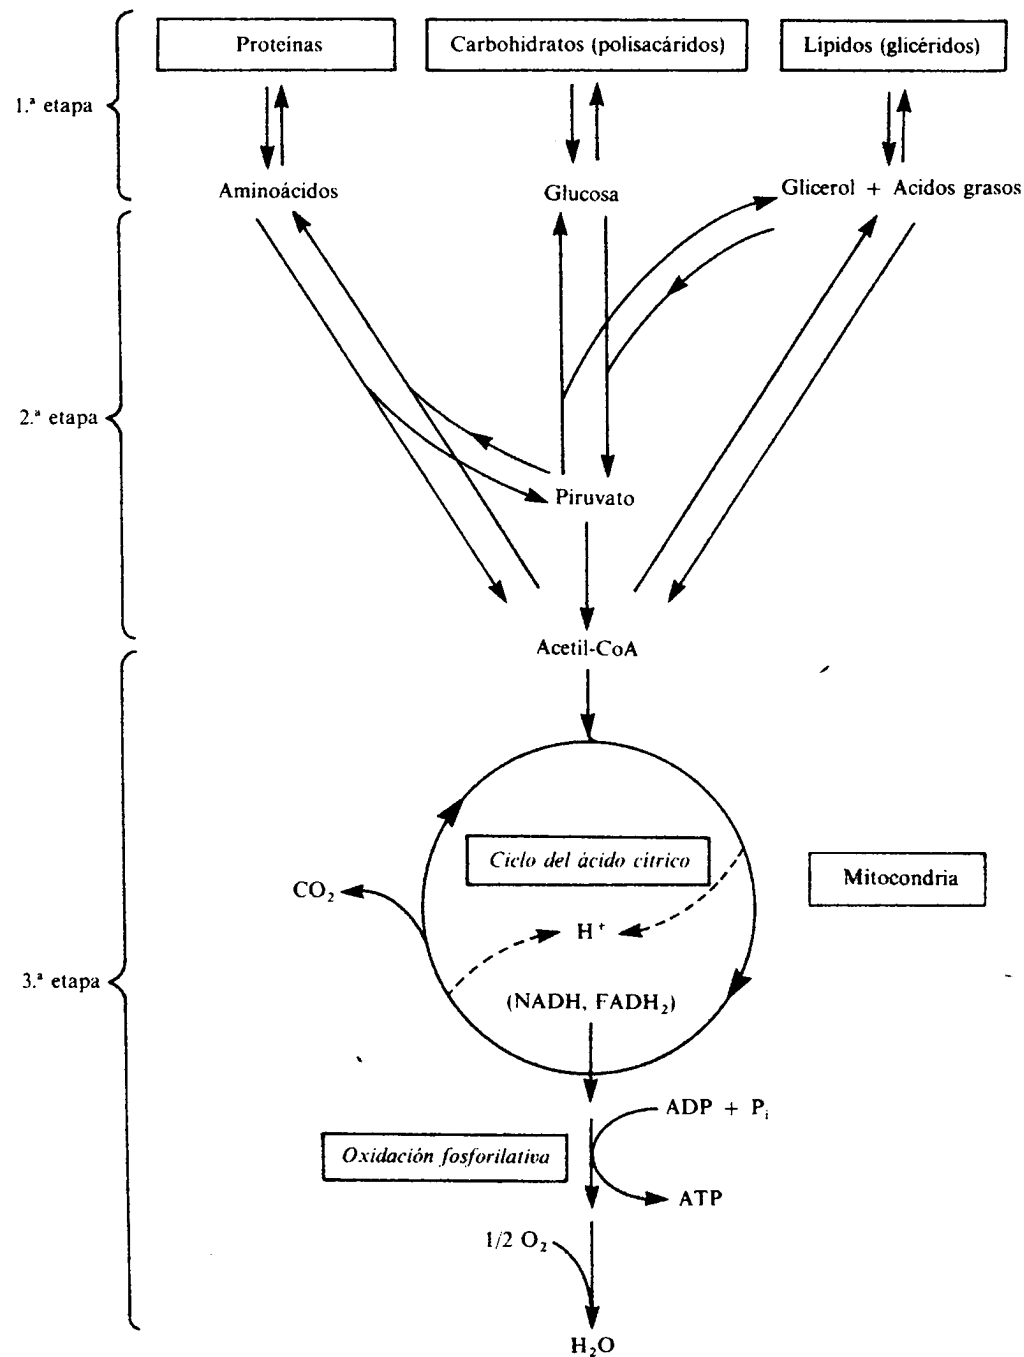 Proteínas
Carbohidratos (polisacáridos)
Lípidos (glicéridos)
1.ª etapa
Aminoácidos
Glucosa
Glicerol + Acidos grasos
2.ª etapa
Piruvato
Acetil-CoA
Ciclo del ácido cítrico
Mitocondria
CO₂
H⁺
3.ª etapa
(NADH, FADH₂)
ADP + Pᵢ
Oxidación fosforilativa
ATP
1/2 O₂
H₂O